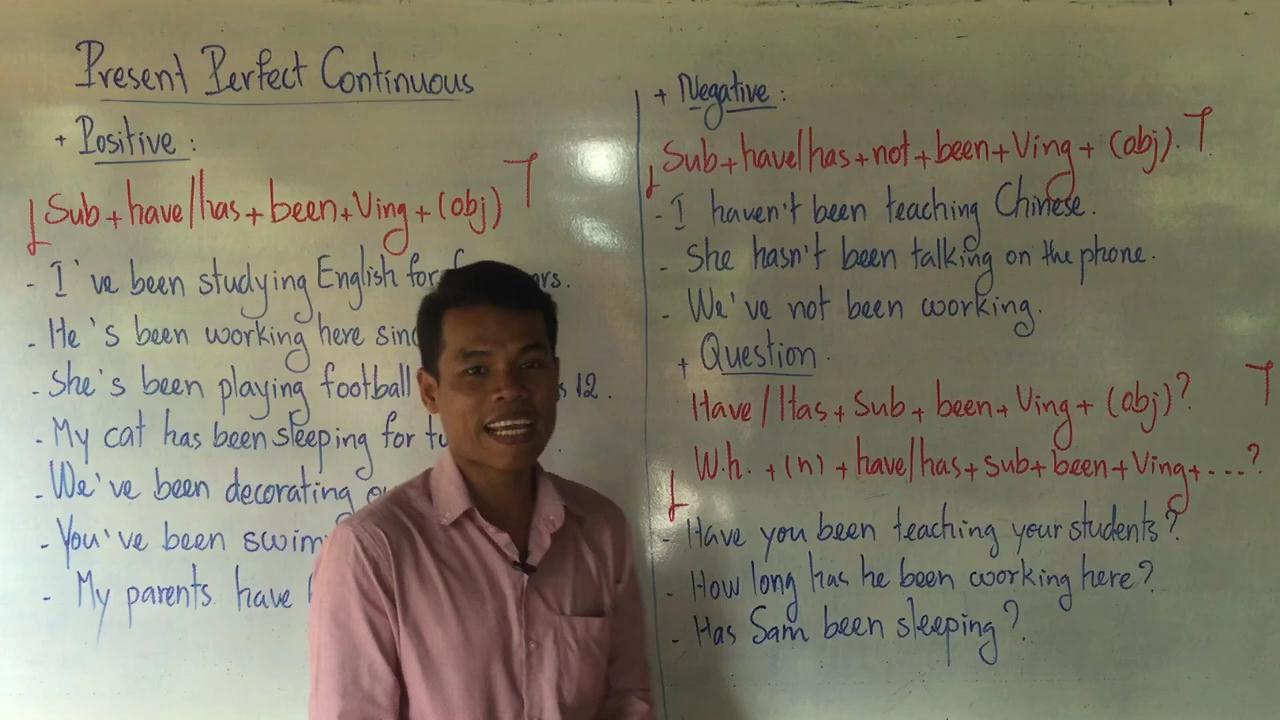 Present Perfect Continuous
+ Positive :
Sub + have/has + been + Ving + (obj)
- I've been studying English for
- He's been working here
- She's been playing football 12.
- My cat has been sleeping for
- We've been decorating
- You've been
- My parents have
+ Negative :
Sub + have/has + not + been + Ving + (obj).
- I haven't been teaching Chinese.
- She hasn't been talking on the phone.
- We've not been working.
+ Question.
Have/Has + Sub + been + Ving + (obj)?
W.h. + (n) + have/has + sub + been + Ving + ....?
- Have you been teaching your students?
- How long has he been working here?
- Has Sam been sleeping?